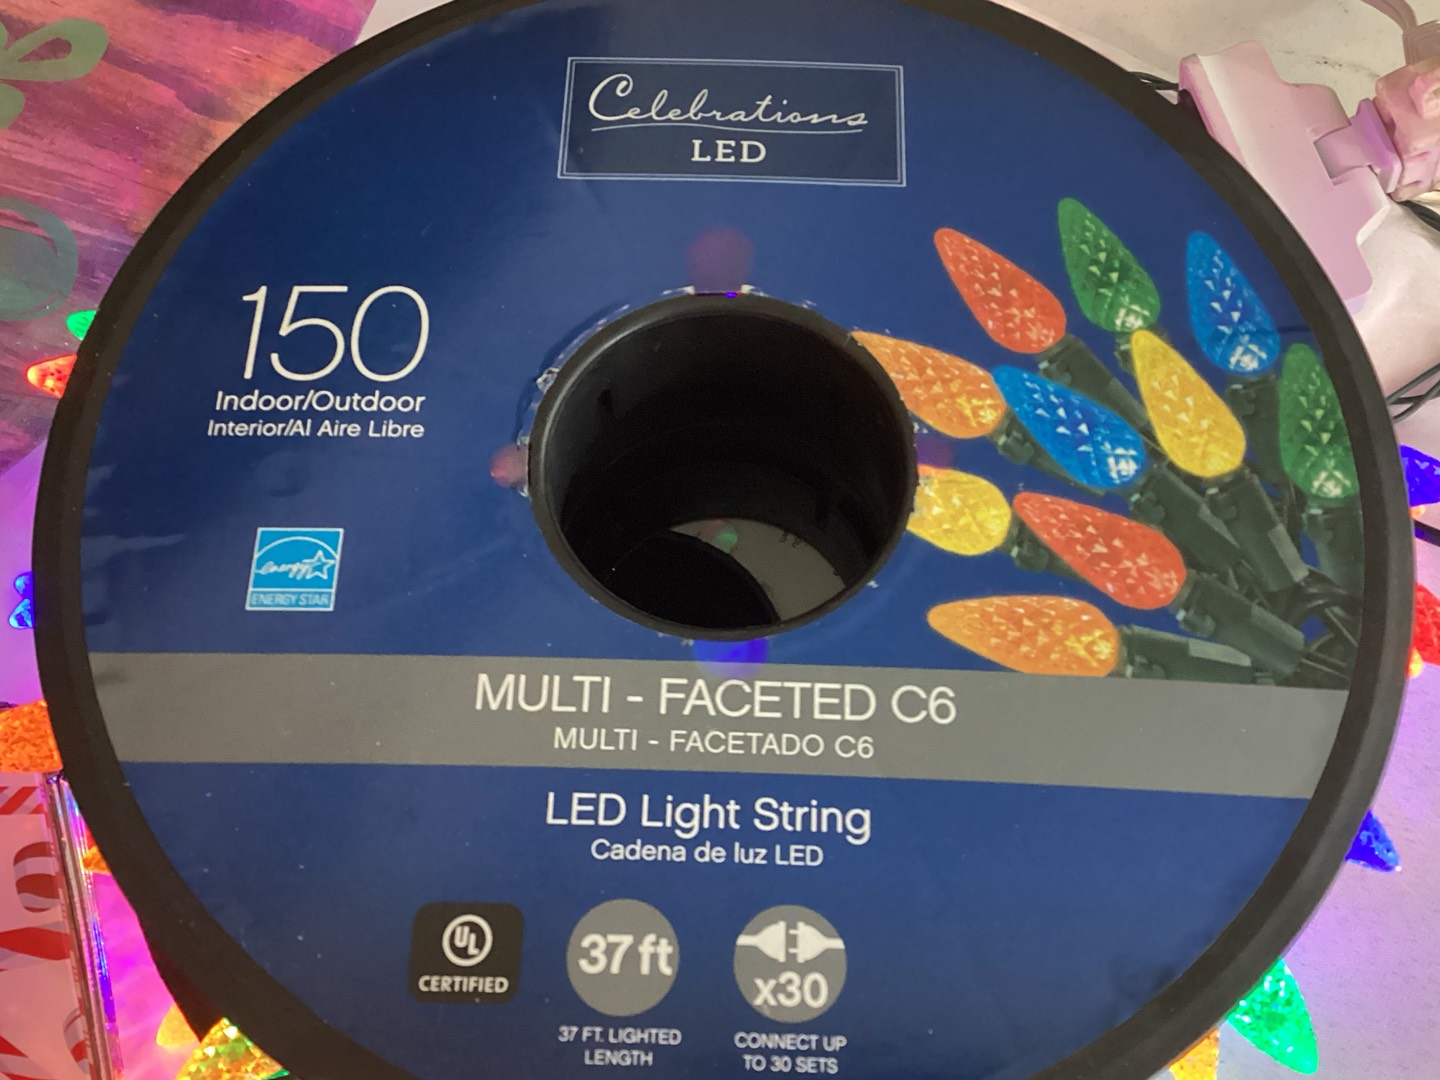 Celebrations
LED
150
Indoor/Outdoor
Interior/Al Aire Libre
energy
ENERGY STAR
MULTI - FACETED C6
MULTI - FACETADO C6
LED Light String
Cadena de luz LED
UL
CERTIFIED
37 ft
37 FT. LIGHTED
LENGTH
x30
CONNECT UP
TO 30 SETS